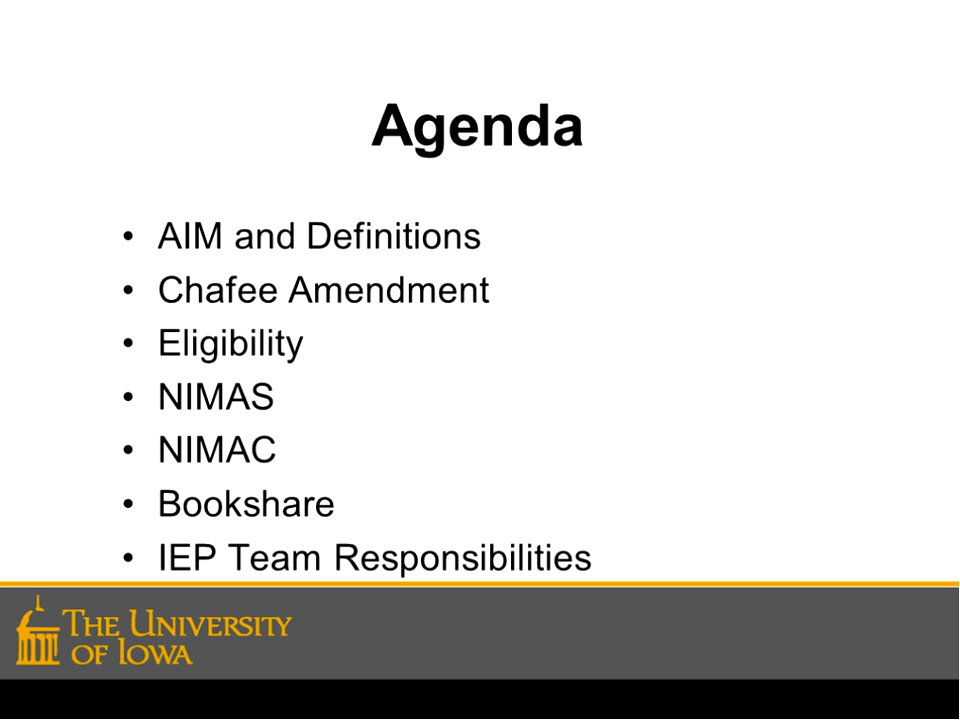 Agenda
• AIM and Definitions
• Chafee Amendment
• Eligibility
• NIMAS
• NIMAC
• Bookshare
• IEP Team Responsibilities
THE UNIVERSITY
OF IOWA